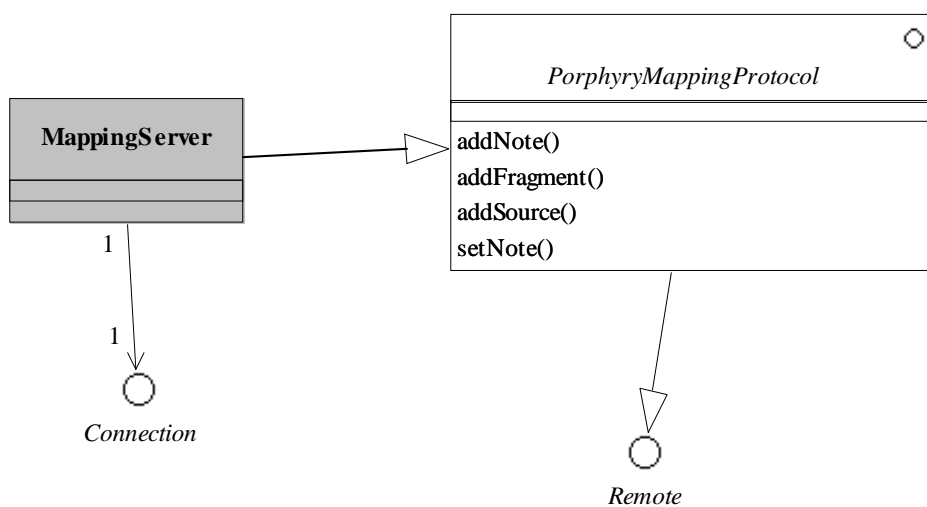 PorphyryMappingProtocol
MappingServer
addNote()
addFragment()
addSource()
setNote()
1
1
Connection
Remote